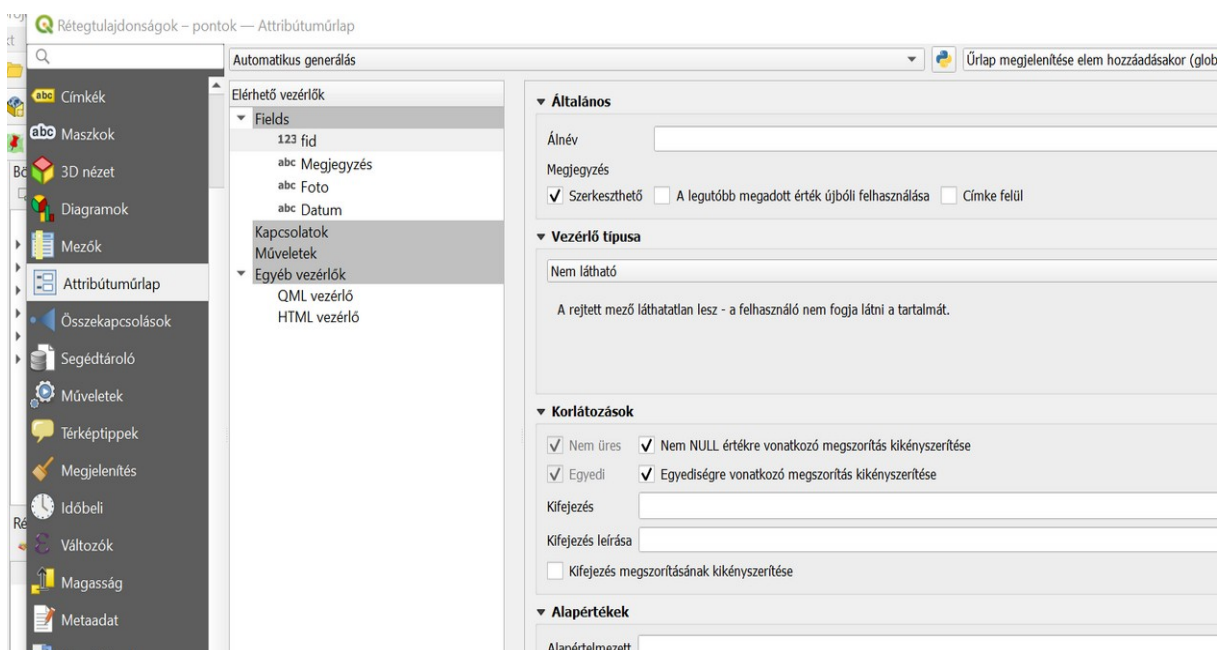 Rétegtulajdonságok – pontok — Attribútuműrlap
Automatikus generálás
Űrlap megjelenítése elem hozzáadásakor (glob
abc Címkék
abc Maszkok
3D nézet
Diagramok
Mezők
Attribútuműrlap
Összekapcsolások
Segédtároló
Műveletek
Térképtippek
Megjelenítés
Időbeli
Változók
Magasság
Metaadat
Elérhető vezérlők
Fields
123 fid
abc Megjegyzés
abc Foto
abc Datum
Kapcsolatok
Műveletek
Egyéb vezérlők
QML vezérlő
HTML vezérlő
Általános
Álnév
Megjegyzés
Szerkeszthető A legutóbb megadott érték újbóli felhasználása Címke felül
Vezérlő típusa
Nem látható
A rejtett mező láthatatlan lesz - a felhasználó nem fogja látni a tartalmát.
Korlátozások
Nem üres Nem NULL értékre vonatkozó megszorítás kikényszerítése
Egyedi Egyediségre vonatkozó megszorítás kikényszerítése
Kifejezés
Kifejezés leírása
Kifejezés megszorításának kikényszerítése
Alapértékek
Alapértelmezett